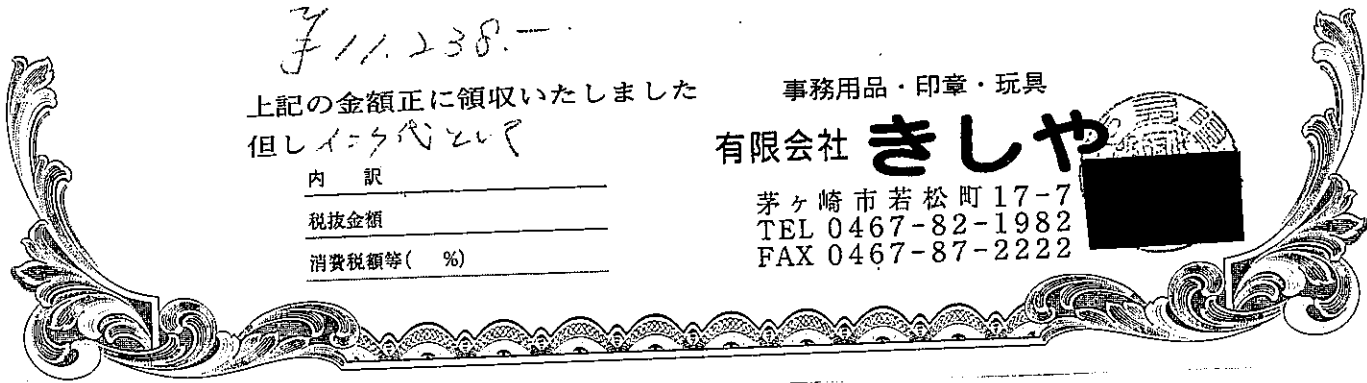 ¥11,238.-
上記の金額正に領収いたしました
但しインク代として
内 訳
税抜金額
消費税額等( %)
事務用品・印章・玩具
有限会社 きしや
茅ヶ崎市若松町17-7
TEL 0467-82-1982
FAX 0467-87-2222